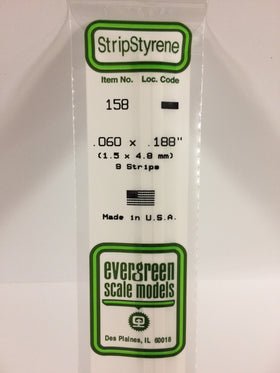 StripStyrene
Item No. Loc. Code
158
.060 x .188"
(1.5 x 4.8 mm)
9 Strips
Made in U.S.A.
evergreen
scale models
Des Plaines, IL 60018